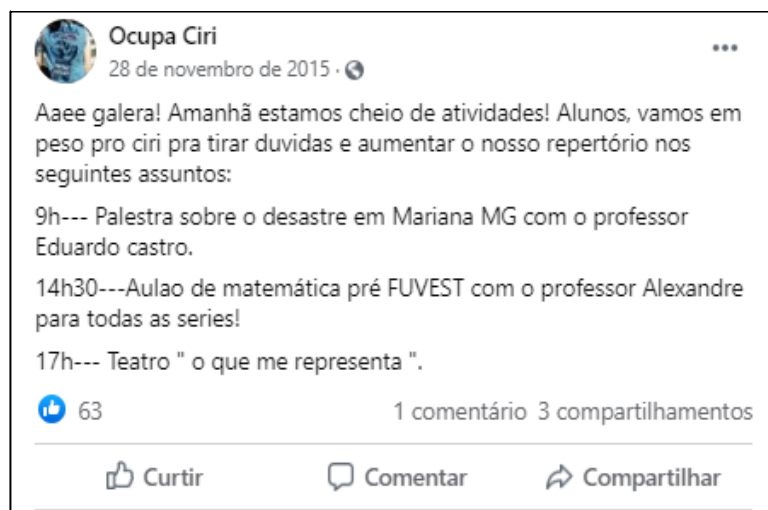 Ocupa Ciri
28 de novembro de 2015 ·
Aaee galera! Amanhã estamos cheio de atividades! Alunos, vamos em
peso pro ciri pra tirar duvidas e aumentar o nosso repertório nos
seguintes assuntos:
9h--- Palestra sobre o desastre em Mariana MG com o professor
Eduardo castro.
14h30---Aulao de matemática pré FUVEST com o professor Alexandre
para todas as series!
17h--- Teatro " o que me representa ".
63 1 comentário 3 compartilhamentos
Curtir Comentar Compartilhar